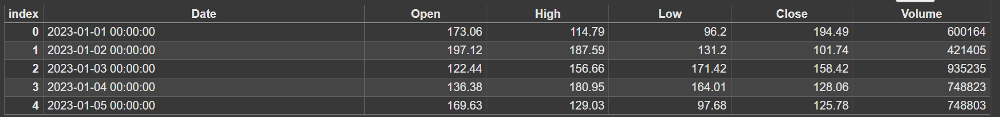 index Date Open High Low Close Volume
0 2023-01-01 00:00:00 173.06 114.79 96.2 194.49 600164
1 2023-01-02 00:00:00 197.12 187.59 131.2 101.74 421405
2 2023-01-03 00:00:00 122.44 156.66 171.42 158.42 935235
3 2023-01-04 00:00:00 136.38 180.95 164.01 128.06 748823
4 2023-01-05 00:00:00 169.63 129.03 97.68 125.78 748803